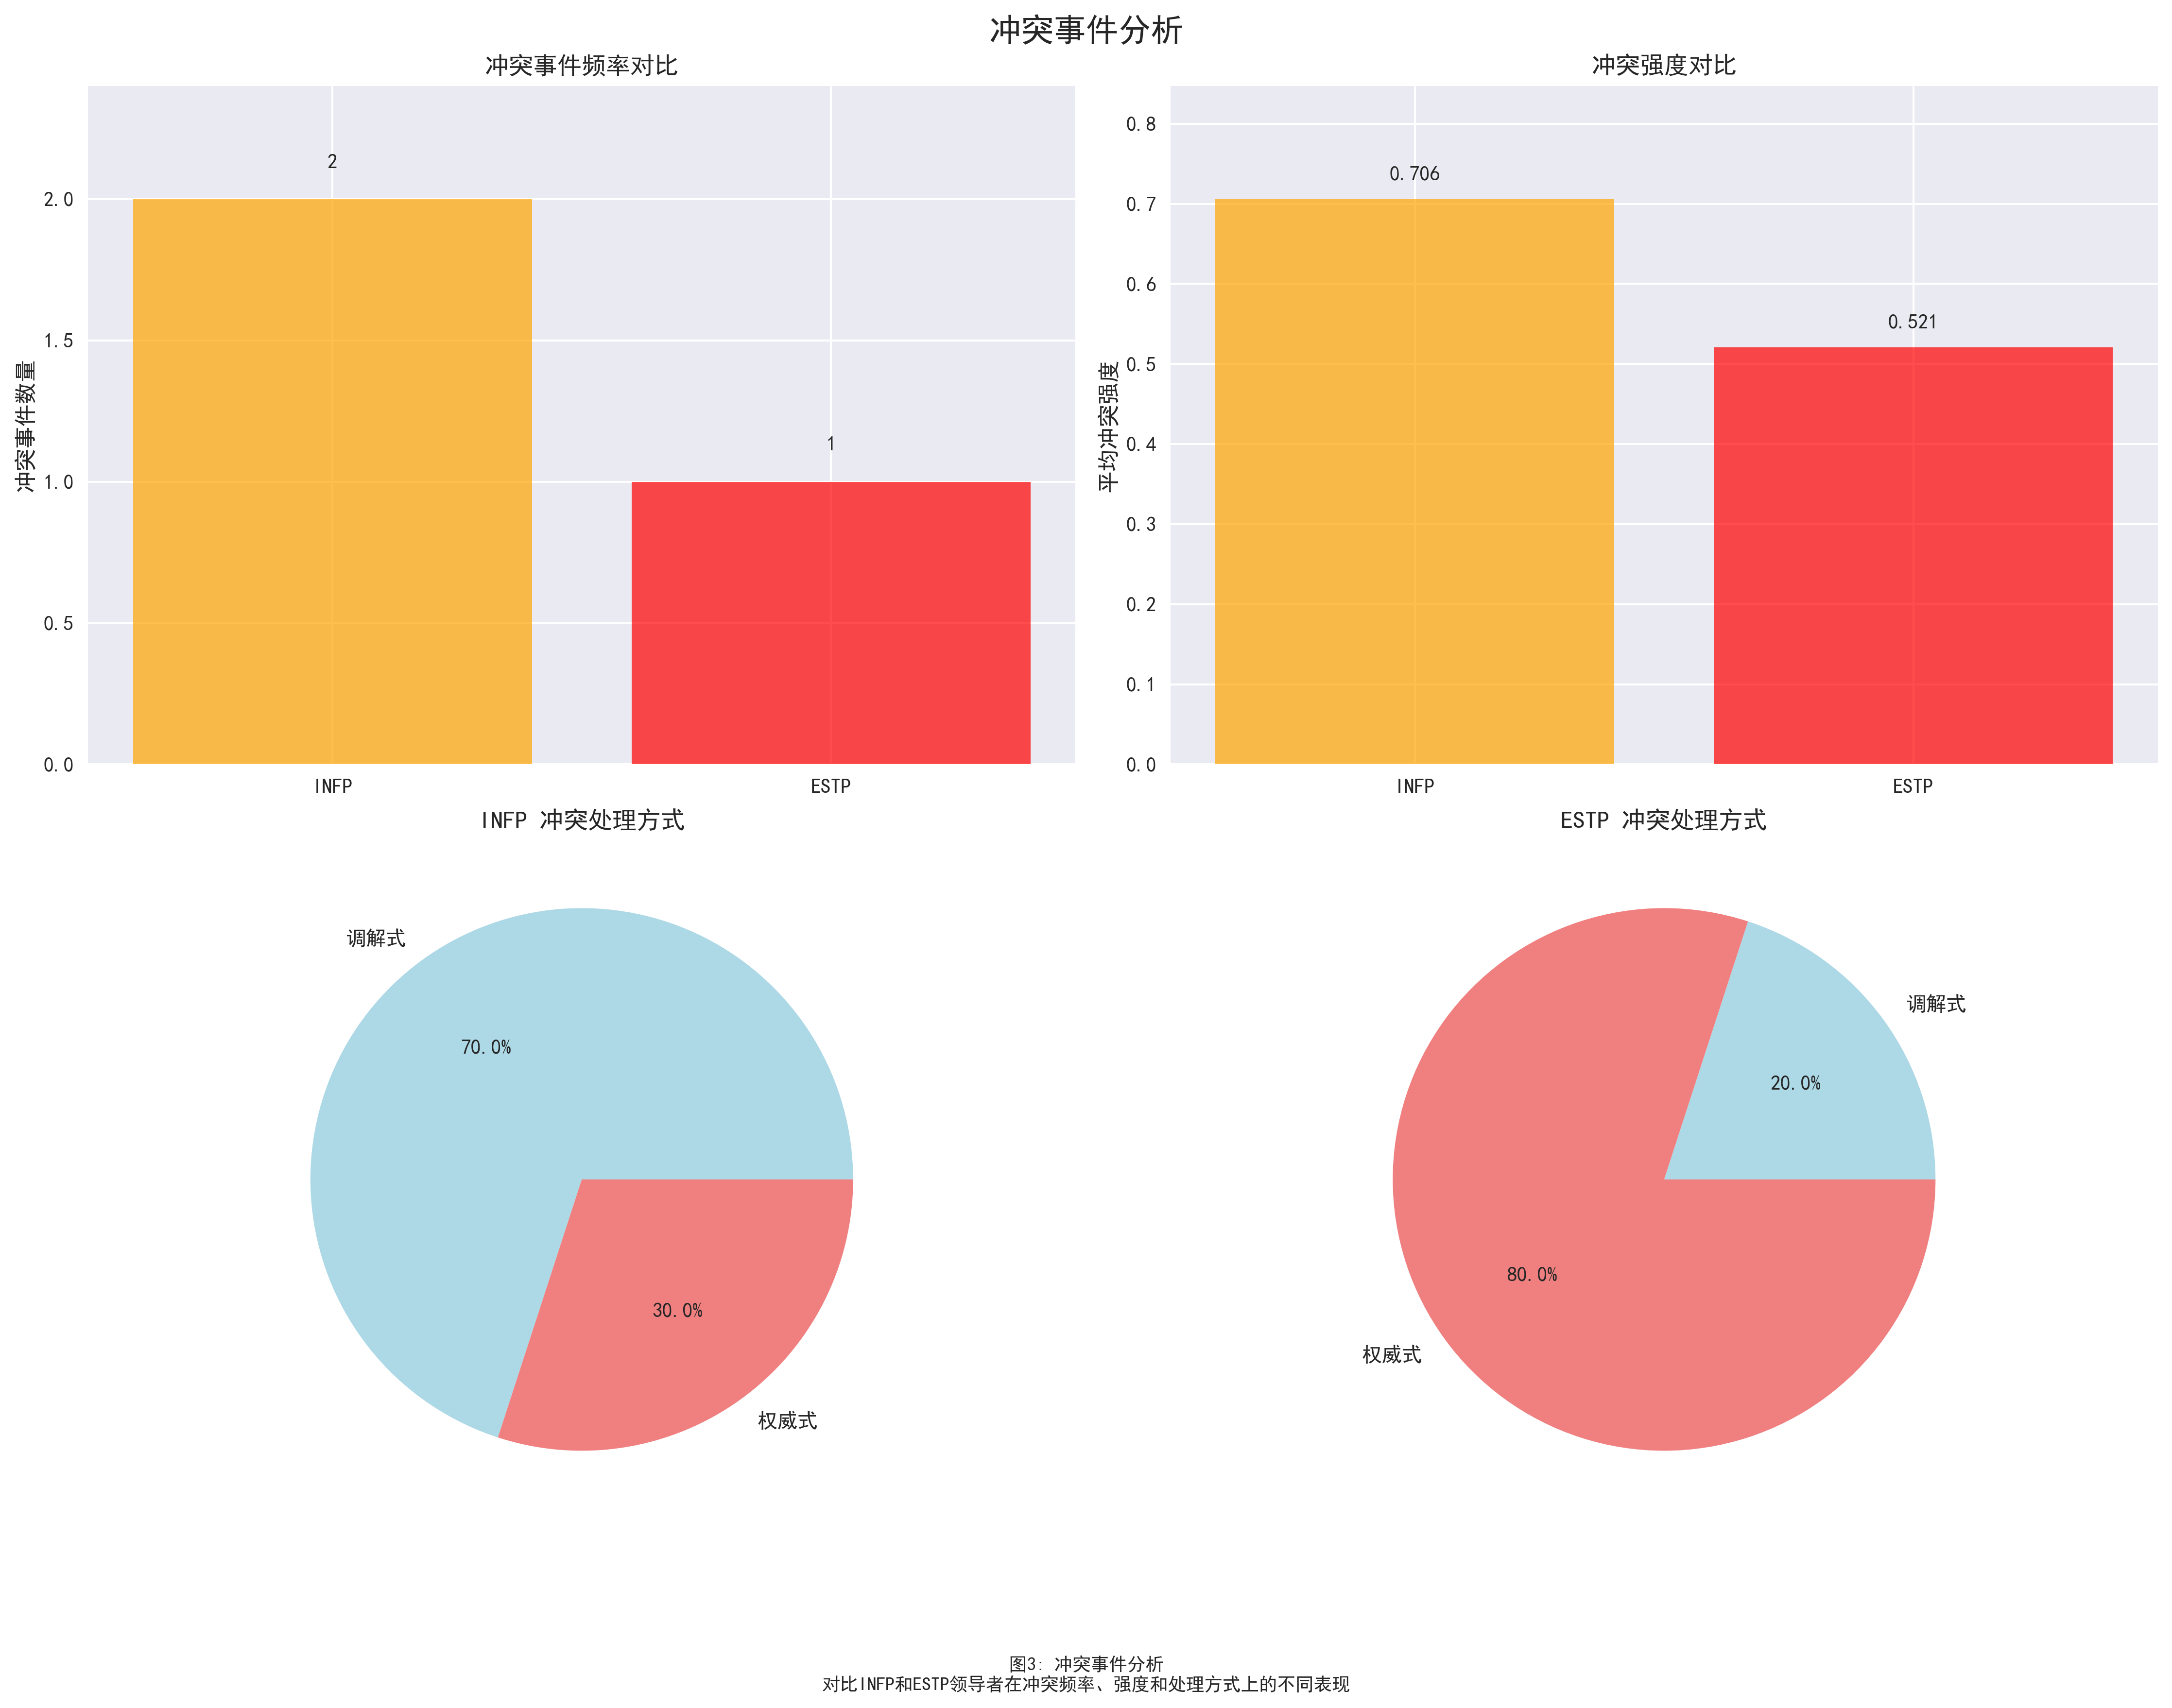 冲突事件分析
冲突事件频率对比
冲突事件数量
2.0
1.5
1.0
0.5
0.0
2
1
INFP
ESTP
冲突强度对比
平均冲突强度
0.8
0.7
0.6
0.5
0.4
0.3
0.2
0.1
0.0
0.706
0.521
INFP
ESTP
INFP 冲突处理方式
调解式
70.0%
30.0%
权威式
ESTP 冲突处理方式
调解式
20.0%
80.0%
权威式
图3: 冲突事件分析
对比INFP和ESTP领导者在冲突频率、强度和处理方式上的不同表现